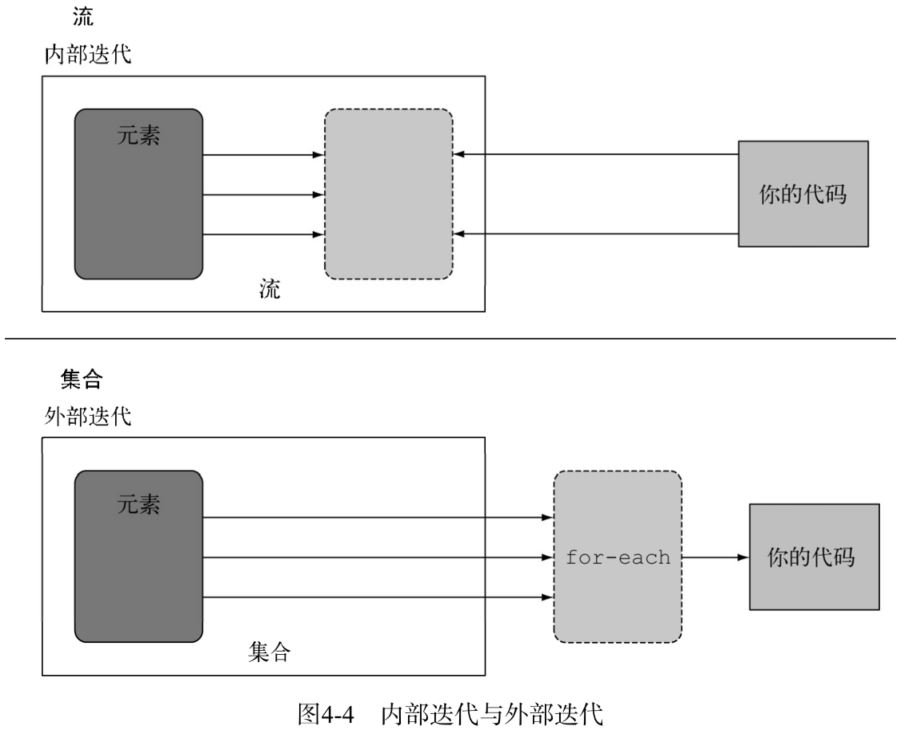 流
内部迭代
元素
你的代码
流
集合
外部迭代
元素
for-each
你的代码
集合
图4-4 内部迭代与外部迭代